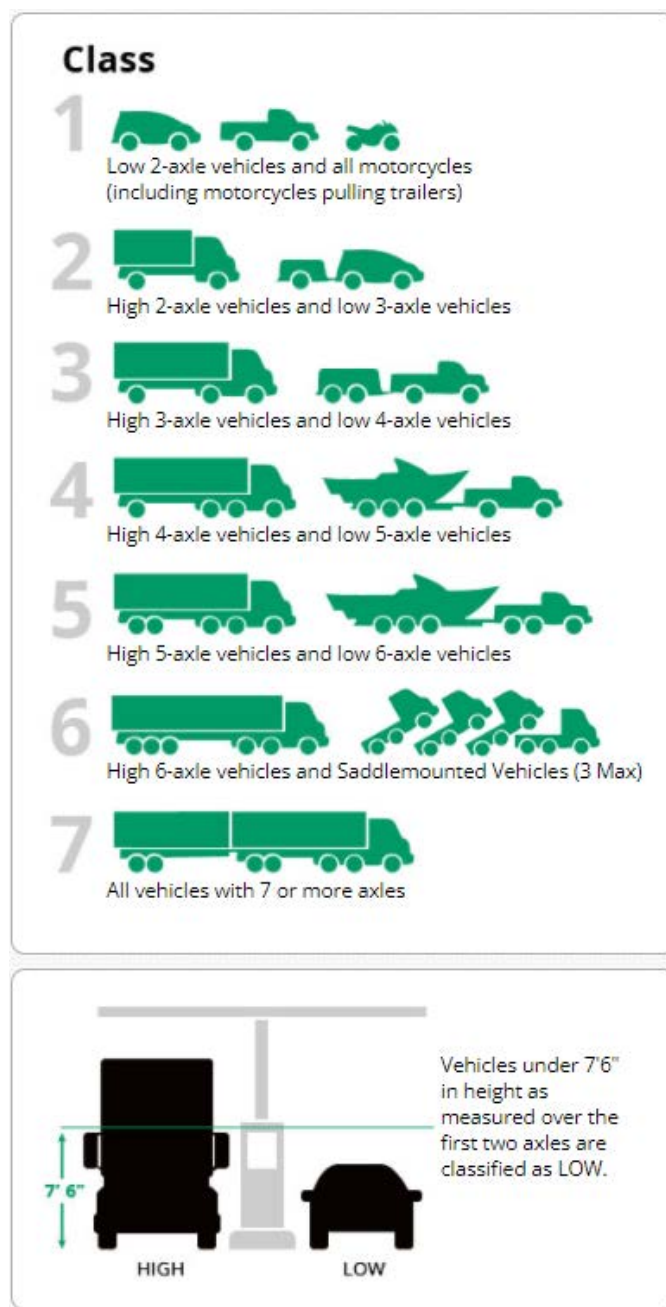 Class
1
Low 2-axle vehicles and all motorcycles
(including motorcycles pulling trailers)
2
High 2-axle vehicles and low 3-axle vehicles
3
High 3-axle vehicles and low 4-axle vehicles
4
High 4-axle vehicles and low 5-axle vehicles
5
High 5-axle vehicles and low 6-axle vehicles
6
High 6-axle vehicles and Saddlemounted Vehicles (3 Max)
7
All vehicles with 7 or more axles
Vehicles under 7'6"
in height as
measured over the
first two axles are
classified as LOW.
7' 6"
HIGH
LOW